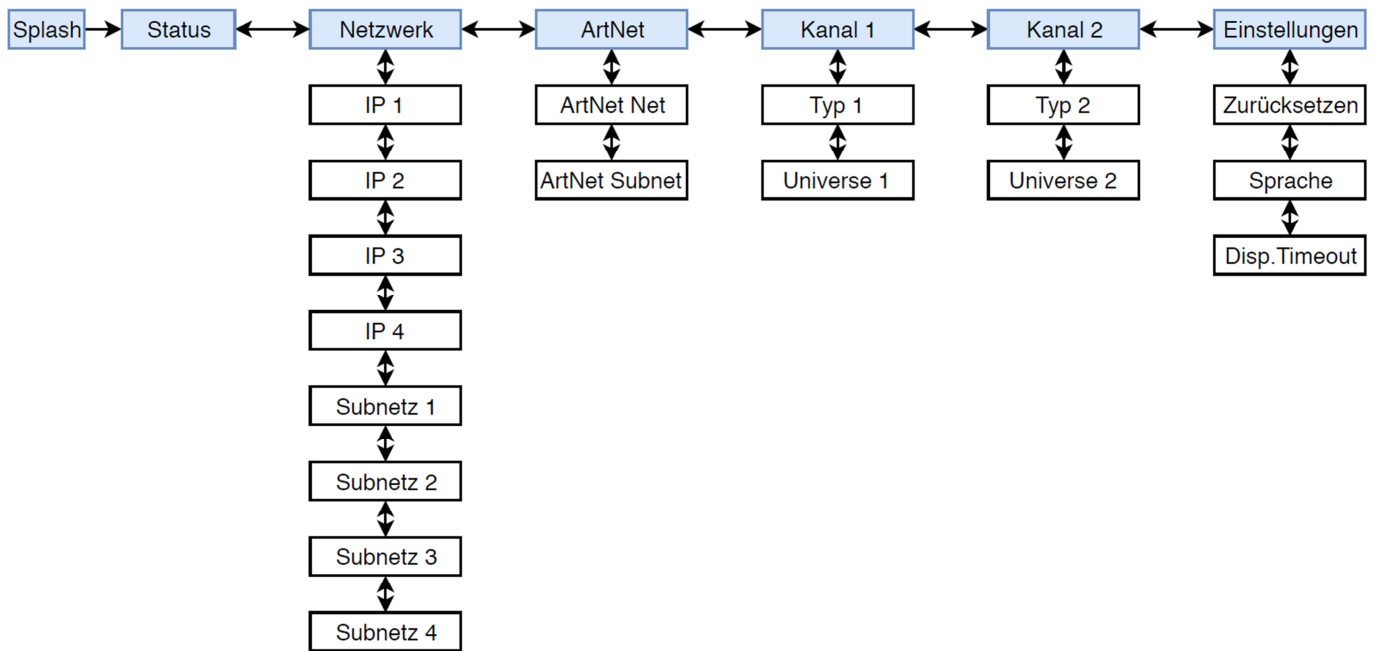 Splash
Status
Netzwerk
ArtNet
Kanal 1
Kanal 2
Einstellungen
IP 1
ArtNet Net
Typ 1
Typ 2
Zurücksetzen
IP 2
ArtNet Subnet
Universe 1
Universe 2
Sprache
IP 3
Disp.Timeout
IP 4
Subnetz 1
Subnetz 2
Subnetz 3
Subnetz 4